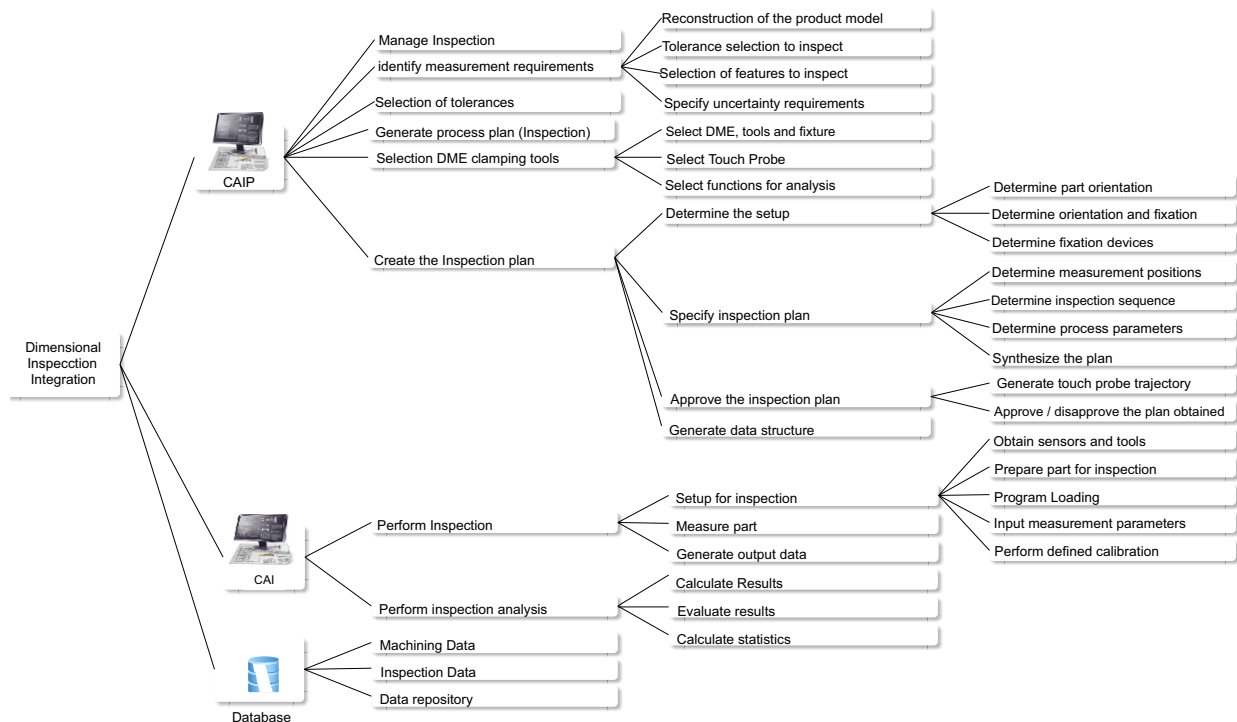 Dimensional
Inspecction
Integration
CAIP
Manage Inspection
identify measurement requirements
Reconstruction of the product model
Tolerance selection to inspect
Selection of features to inspect
Specify uncertainty requirements
Selection of tolerances
Generate process plan (Inspection)
Selection DME clamping tools
Select DME, tools and fixture
Select Touch Probe
Select functions for analysis
Create the Inspection plan
Determine the setup
Determine part orientation
Determine orientation and fixation
Determine fixation devices
Specify inspection plan
Determine measurement positions
Determine inspection sequence
Determine process parameters
Synthesize the plan
Approve the inspection plan
Generate touch probe trajectory
Approve / disapprove the plan obtained
Generate data structure
CAI
Perform Inspection
Setup for inspection
Obtain sensors and tools
Prepare part for inspection
Program Loading
Input measurement parameters
Perform defined calibration
Measure part
Generate output data
Perform inspection analysis
Calculate Results
Evaluate results
Calculate statistics
Database
Machining Data
Inspection Data
Data repository